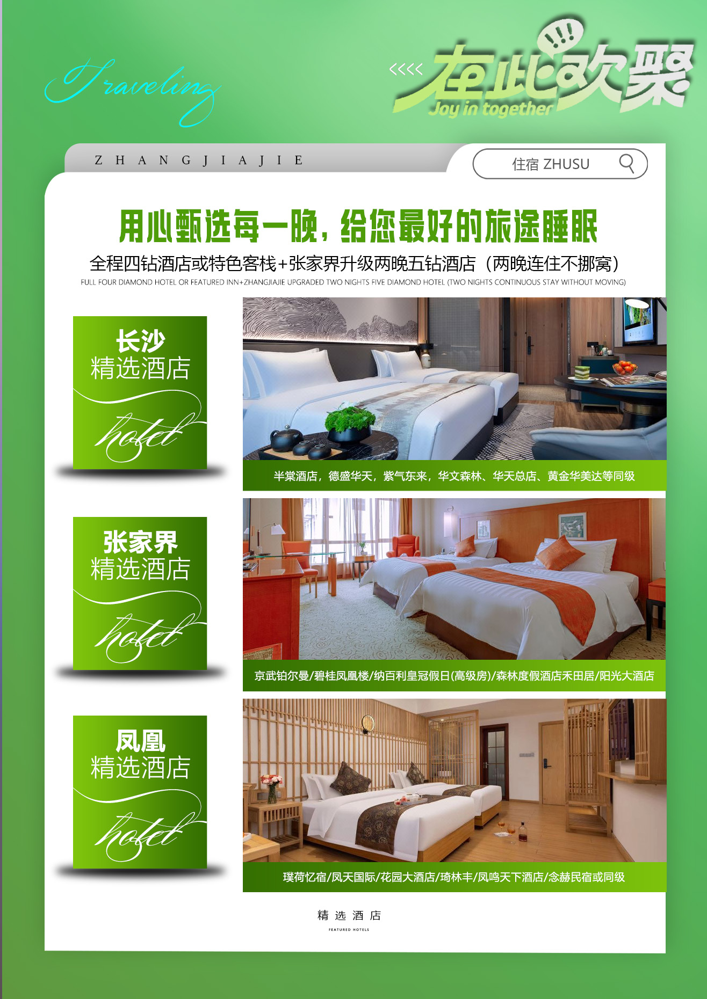 Traveling
<<<<
在此欢聚
Joy in together
ZHANGJIAJIE
住宿 ZHUSU
用心甄选每一晚，给您最好的旅途睡眠
全程四钻酒店或特色客栈+张家界升级两晚五钻酒店（两晚连住不挪窝）
FULL FOUR DIAMOND HOTEL OR FEATURED INN+ZHANGJIAJIE UPGRADED TWO NIGHTS FIVE DIAMOND HOTEL (TWO NIGHTS CONTINUOUS STAY WITHOUT MOVING)
长沙
精选酒店
hotel
半棠酒店，德盛华天，紫气东来，华文森林、华天总店、黄金华美达等同级
张家界
精选酒店
hotel
京武铂尔曼/碧桂凤凰楼/纳百利皇冠假日(高级房)/森林度假酒店禾田居/阳光大酒店
凤凰
精选酒店
hotel
璞荷忆宿/凤天国际/花园大酒店/琦林丰/凤鸣天下酒店/念赫民宿或同级
精选酒店
FEATURED HOTELS